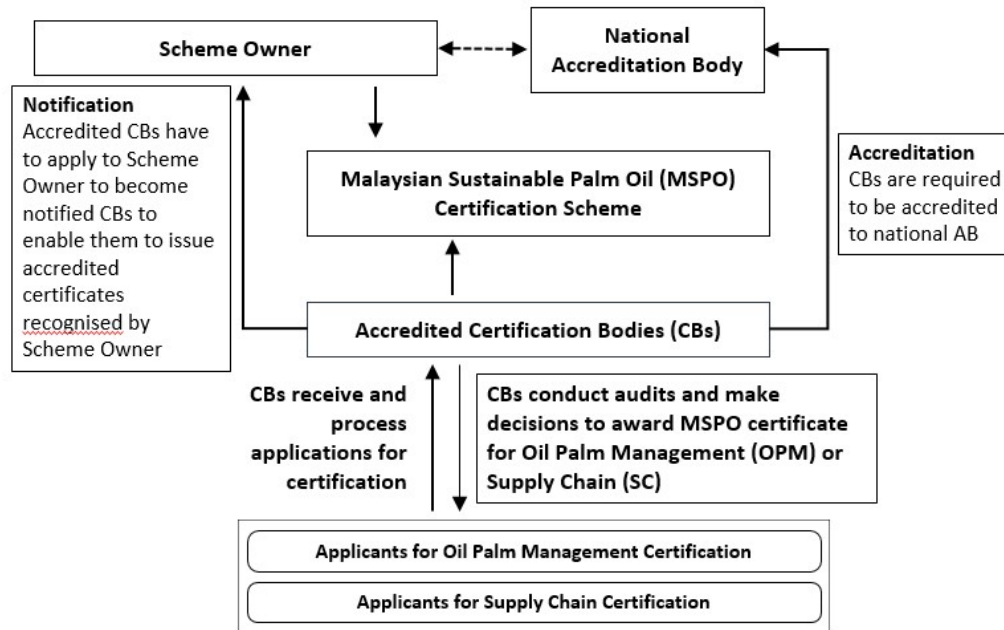 Scheme Owner
National
Accreditation Body
Notification
Accredited CBs have
to apply to Scheme
Owner to become
notified CBs to
enable them to issue
accredited
certificates
recognised by
Scheme Owner
Malaysian Sustainable Palm Oil (MSPO)
Certification Scheme
Accreditation
CBs are required
to be accredited
to national AB
Accredited Certification Bodies (CBs)
CBs receive and
process
applications for
certification
CBs conduct audits and make
decisions to award MSPO certificate
for Oil Palm Management (OPM) or
Supply Chain (SC)
Applicants for Oil Palm Management Certification
Applicants for Supply Chain Certification